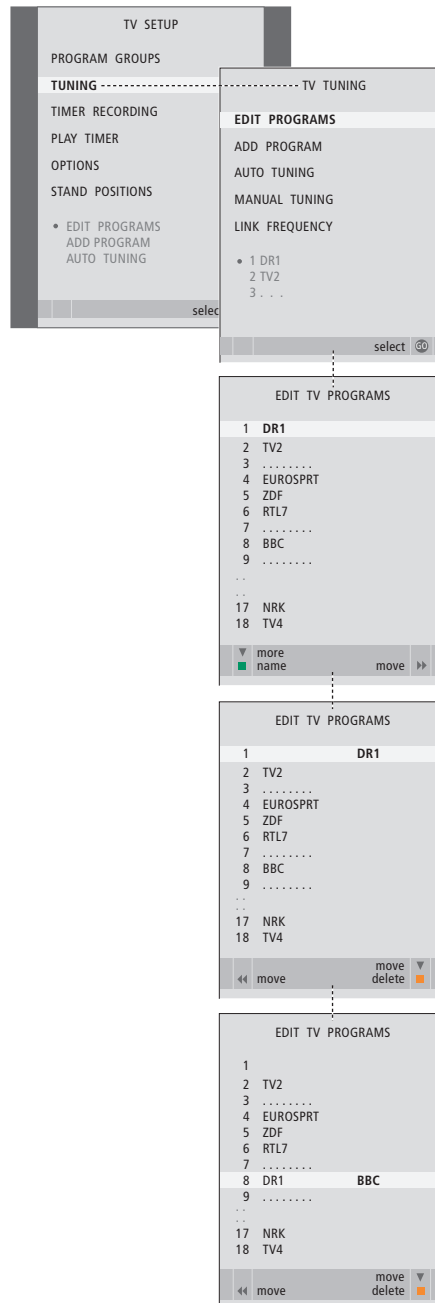 TV SETUP
PROGRAM GROUPS
TUNING
TIMER RECORDING
PLAY TIMER
OPTIONS
STAND POSITIONS
• EDIT PROGRAMS
ADD PROGRAM
AUTO TUNING
selec
TV TUNING
EDIT PROGRAMS
ADD PROGRAM
AUTO TUNING
MANUAL TUNING
LINK FREQUENCY
• 1 DR1
2 TV2
3 . . .
select GO
EDIT TV PROGRAMS
1 DR1
2 TV2
3 . . . . . . . .
4 EUROSPRT
5 ZDF
6 RTL7
7 . . . . . . . .
8 BBC
9 . . . . . . . .
. .
. .
17 NRK
18 TV4
more
name move
EDIT TV PROGRAMS
1 DR1
2 TV2
3 . . . . . . . .
4 EUROSPRT
5 ZDF
6 RTL7
7 . . . . . . . .
8 BBC
9 . . . . . . . .
. .
. .
17 NRK
18 TV4
move
move delete
EDIT TV PROGRAMS
1
2 TV2
3 . . . . . . . .
4 EUROSPRT
5 ZDF
6 RTL7
7 . . . . . . . .
8 DR1 BBC
9 . . . . . . . .
. .
. .
17 NRK
18 TV4
move
move delete